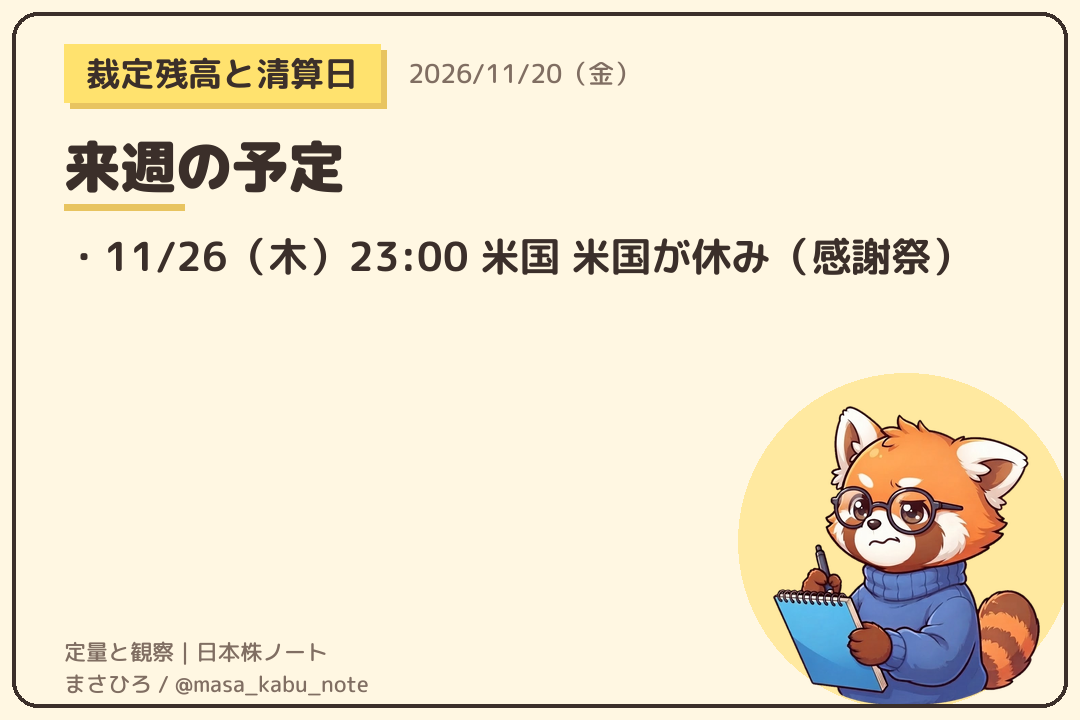 裁定残高と清算日
2026/11/20（金）
来週の予定
・11/26（木）23:00 米国 米国が休み（感謝祭）
定量と観察 | 日本株ノート
まさひろ / @masa_kabu_note